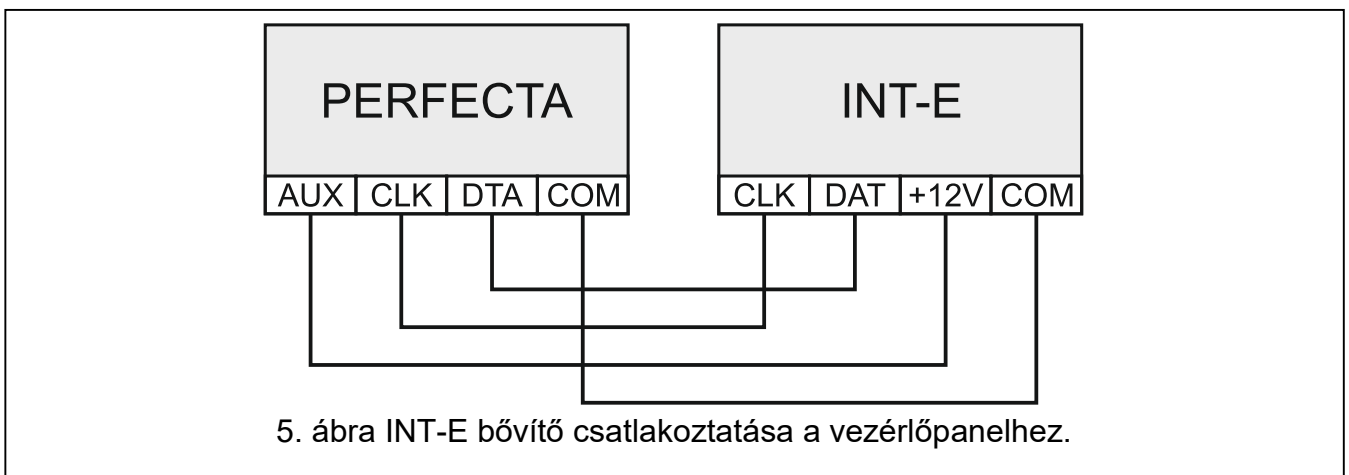 PERFECTA INT-E
AUX CLK DTA COM CLK DAT +12V COM
5. ábra INT-E bővítő csatlakoztatása a vezérlőpanelhez.